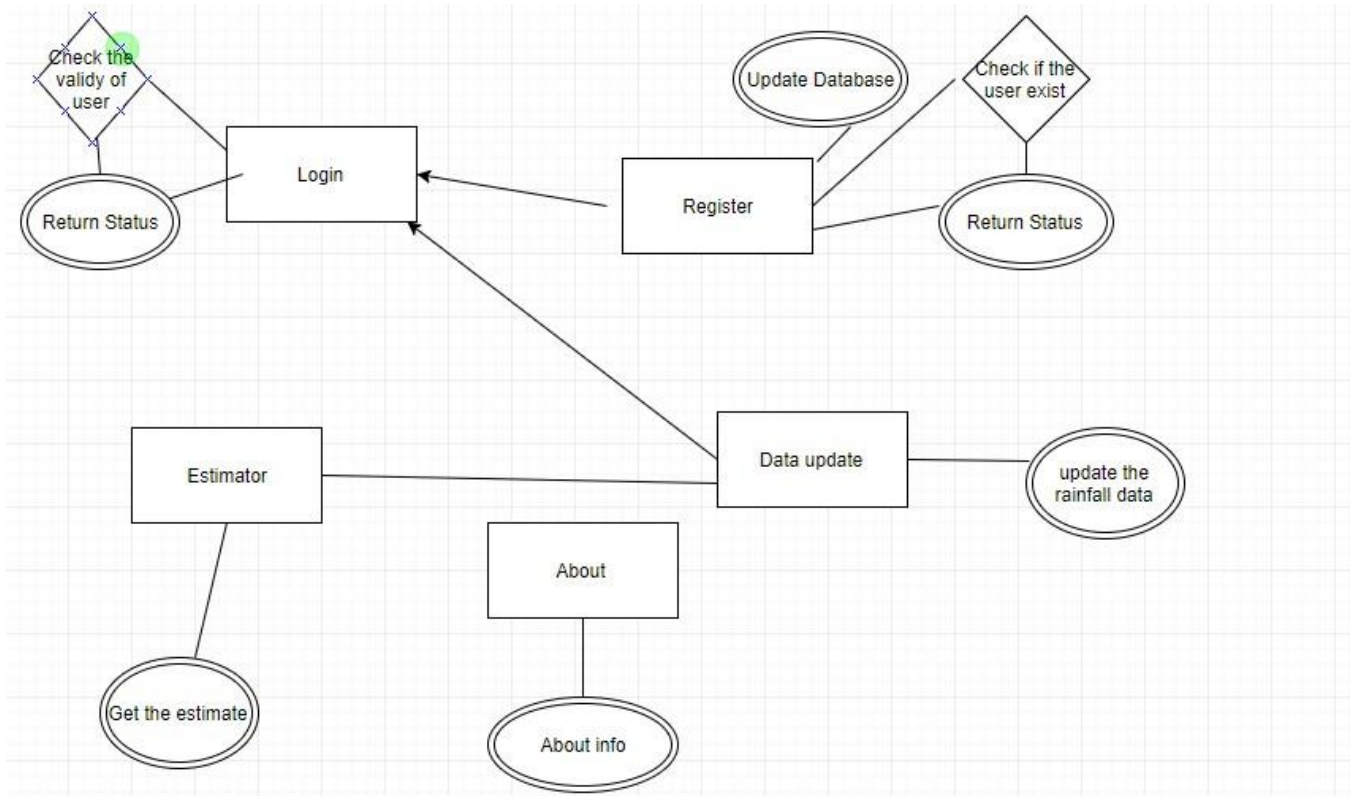 Check the
validy of
user
Update Database
Check if the
user exist
Login
Register
Return Status
Return Status
Estimator
Data update
update the
rainfall data
About
Get the estimate
About info